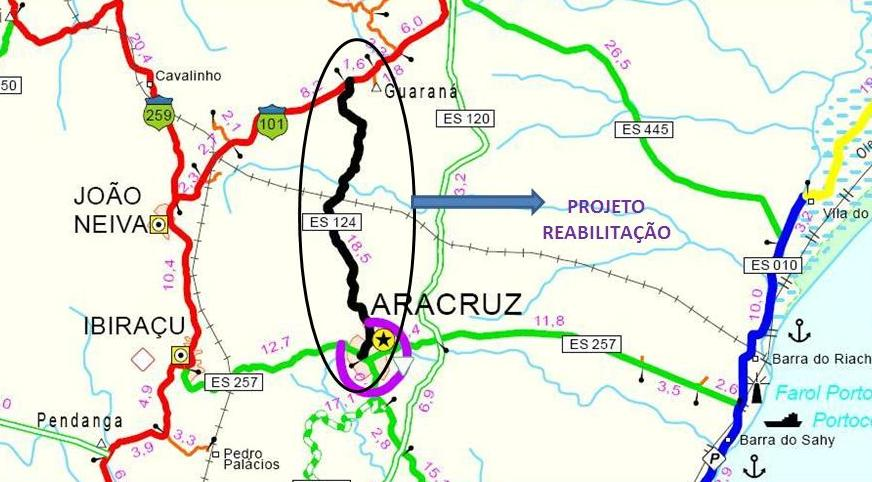 6,0
20,4
1,6
1,8
Cavalinho
50
259
8,2
Guaraná
101
2,1
2,7
ES 120
26,5
ES 445
2,3
3,2
JOÃO
NEIVA
ES 124
PROJETO
REABILITAÇÃO
Vila do
3,2
18,5
10,4
ES 010
10,0
ARACRUZ
IBIRAÇU
12,7
11,8
ES 257
Barra do Riach
ES 257
3,5
2,6
Farol Porto
4,9
17,1
6,9
Portoc
Pendanga
3,3
2,8
Barra do Sahy
3,9
Pedro
Palácios
P